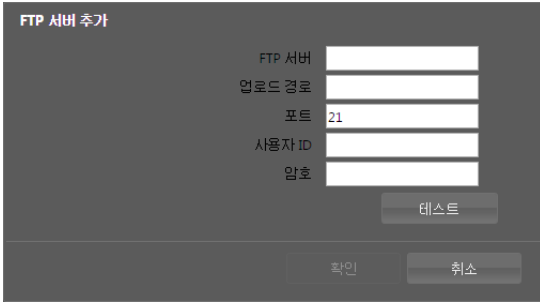 FTP 서버 추가
FTP 서버
업로드 경로
포트 21
사용자 ID
암호
테스트
확인 취소